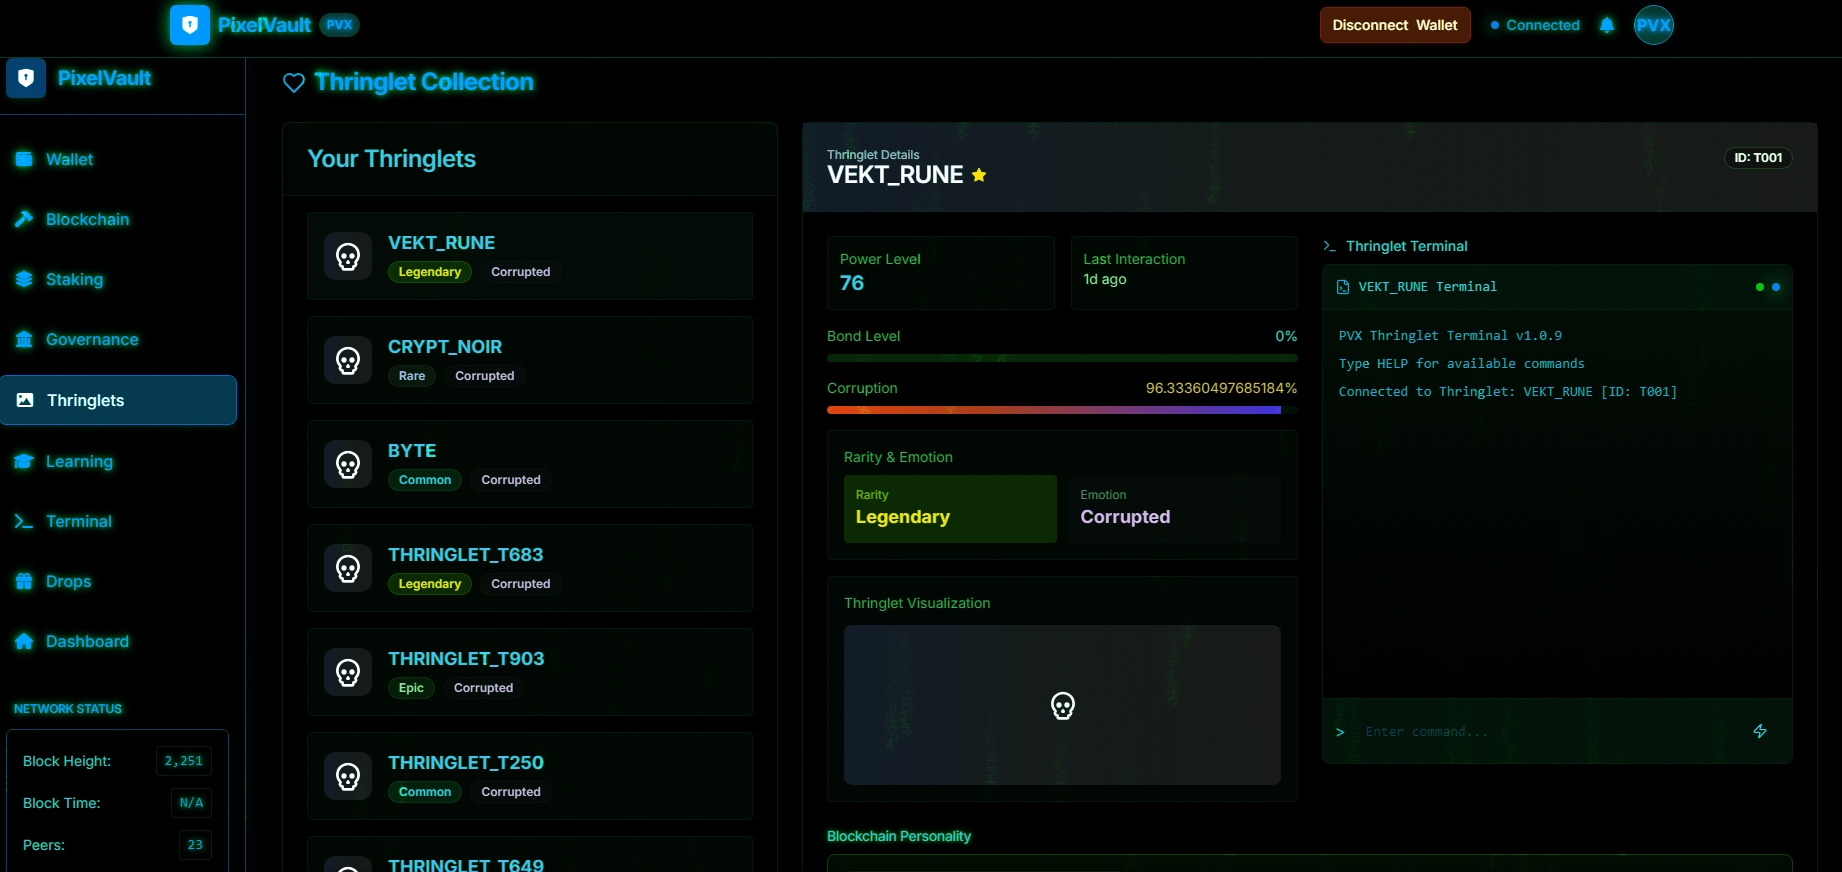 PixelVault PVX
Disconnect Wallet
Connected
PVX
PixelVault
Wallet
Blockchain
Staking
Governance
Thringlets
Learning
Terminal
Drops
Dashboard
NETWORK STATUS
Block Height: 2,251
Block Time: N/A
Peers: 23
Thringlet Collection
Your Thringlets
VEKT_RUNE
Legendary Corrupted
CRYPT_NOIR
Rare Corrupted
BYTE
Common Corrupted
THRINGLET_T683
Legendary Corrupted
THRINGLET_T903
Epic Corrupted
THRINGLET_T250
Common Corrupted
THRINGLET_T649
Thringlet Details
VEKT_RUNE
ID: T001
Power Level
76
Last Interaction
1d ago
Bond Level 0%
Corruption 96.33360497685184%
Rarity & Emotion
Rarity
Legendary
Emotion
Corrupted
Thringlet Visualization
Thringlet Terminal
VEKT_RUNE Terminal
PVX Thringlet Terminal v1.0.9
Type HELP for available commands
Connected to Thringlet: VEKT_RUNE [ID: T001]
> Enter command...
Blockchain Personality